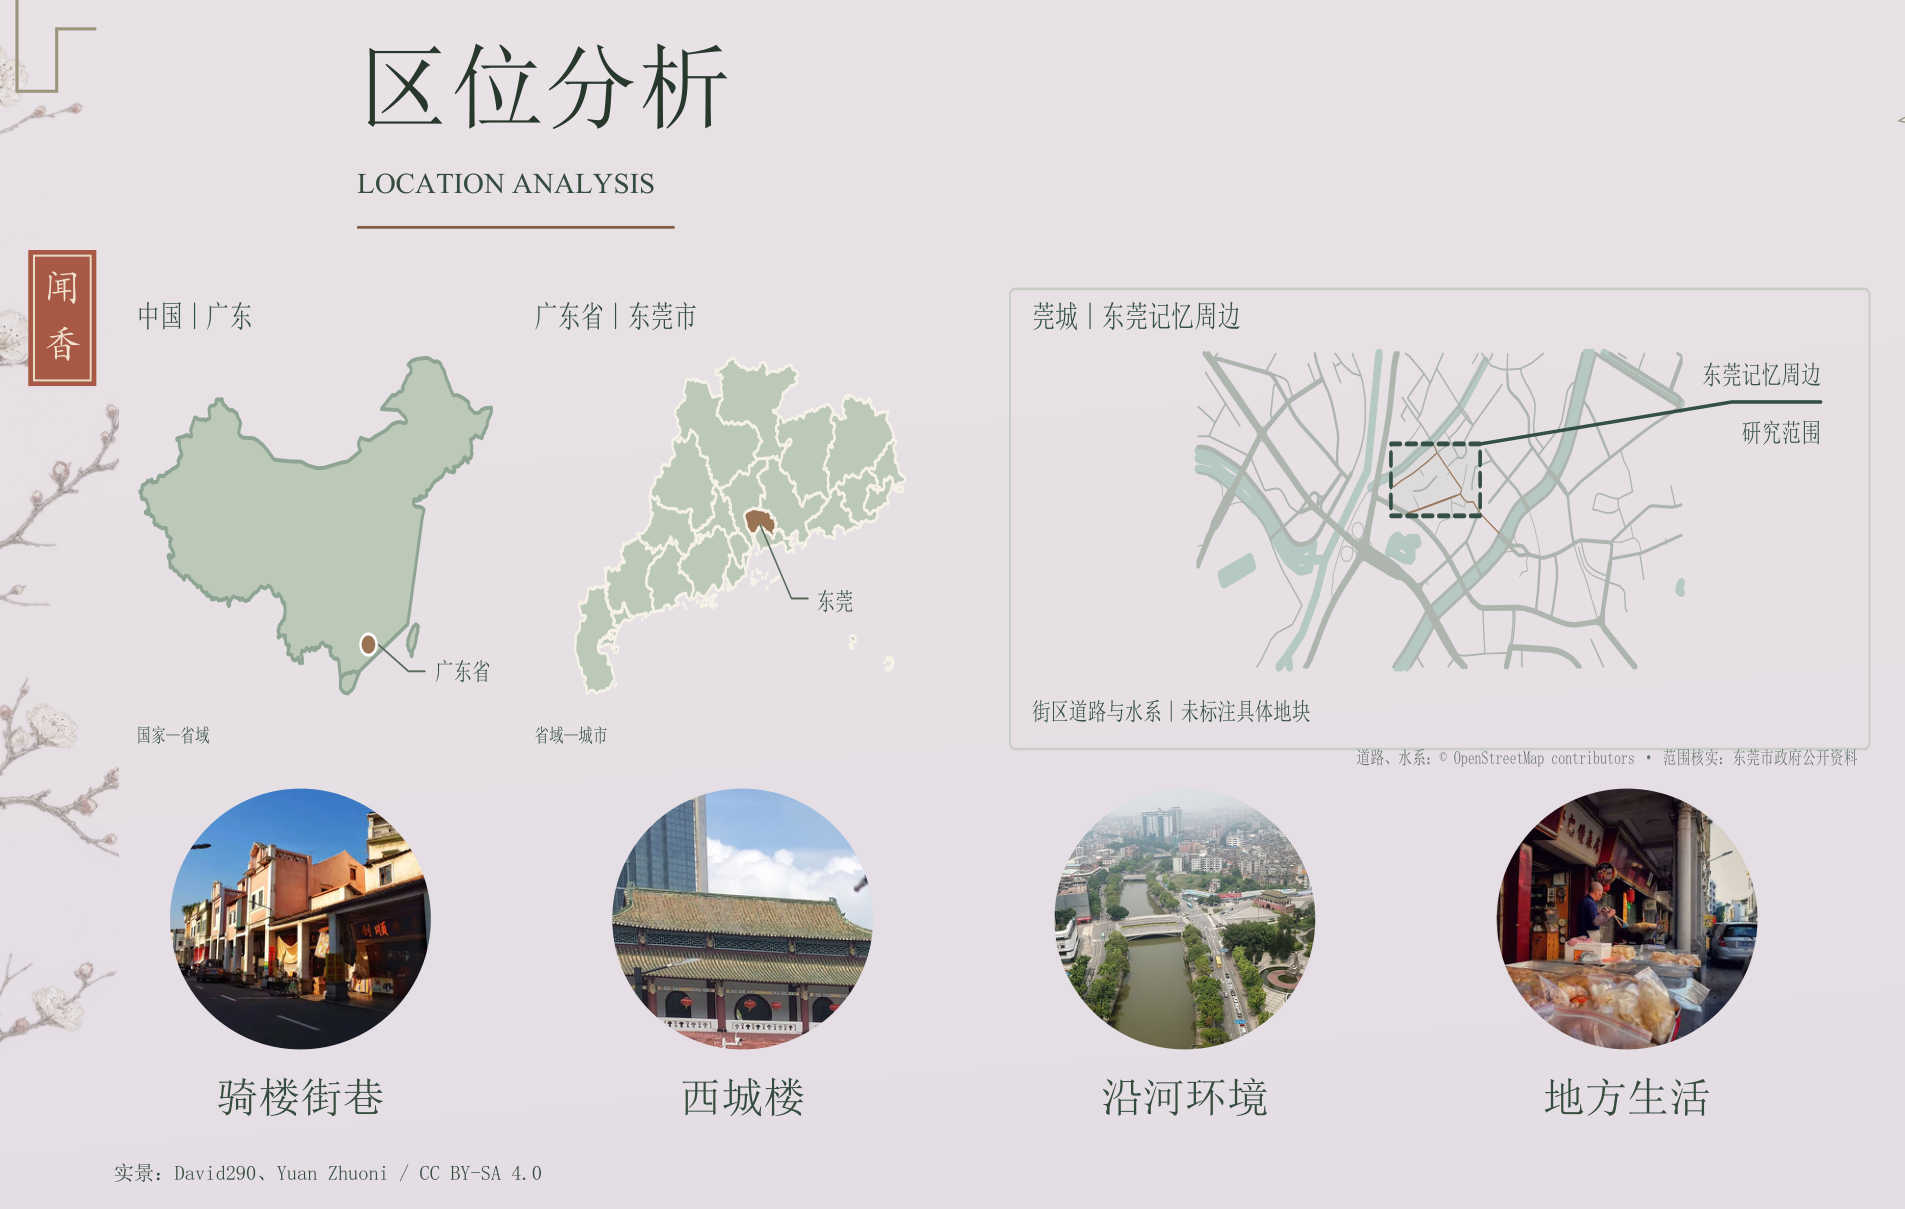 区位分析
LOCATION ANALYSIS
闻
香
中国｜广东
广东省｜东莞市
莞城｜东莞记忆周边
东莞记忆周边
研究范围
东莞
广东省
街区道路与水系｜未标注具体地块
国家—省域
省域—城市
道路、水系：© OpenStreetMap contributors • 范围核实：东莞市政府公开资料
骑楼街巷
西城楼
沿河环境
地方生活
实景：David290、Yuan Zhuoni / CC BY-SA 4.0